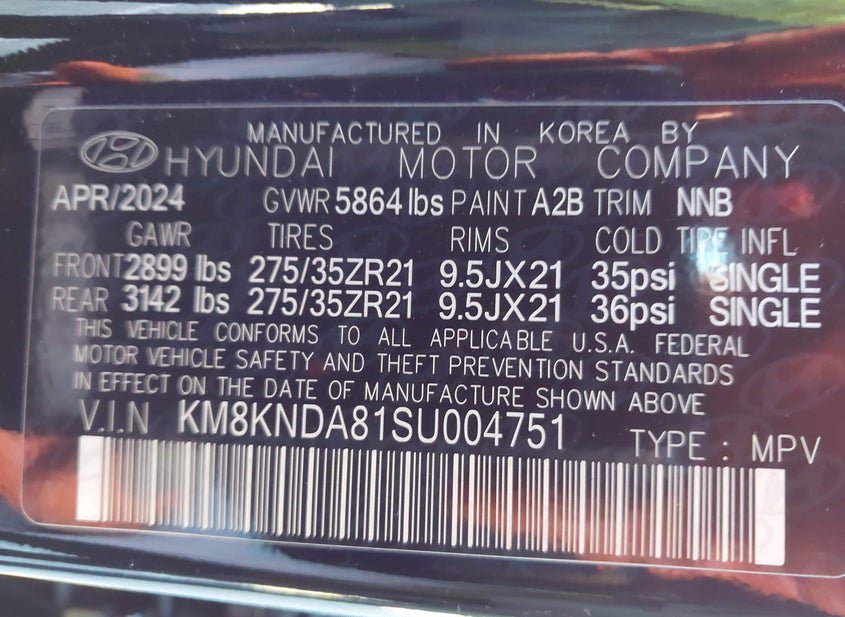 MANUFACTURED IN KOREA BY
HYUNDAI MOTOR COMPANY
APR/2024 GVWR 5864 lbs PAINT A2B TRIM NNB
GAWR TIRES RIMS COLD TIRE INFL
FRONT 2899 lbs 275/35ZR21 9.5JX21 35psi SINGLE
REAR 3142 lbs 275/35ZR21 9.5JX21 36psi SINGLE
THIS VEHICLE CONFORMS TO ALL APPLICABLE U.S.A. FEDERAL
MOTOR VEHICLE SAFETY AND THEFT PREVENTION STANDARDS
IN EFFECT ON THE DATE OF MANUFACTURE SHOWN ABOVE
V.I.N KM8KNDA81SU004751 TYPE : MPV